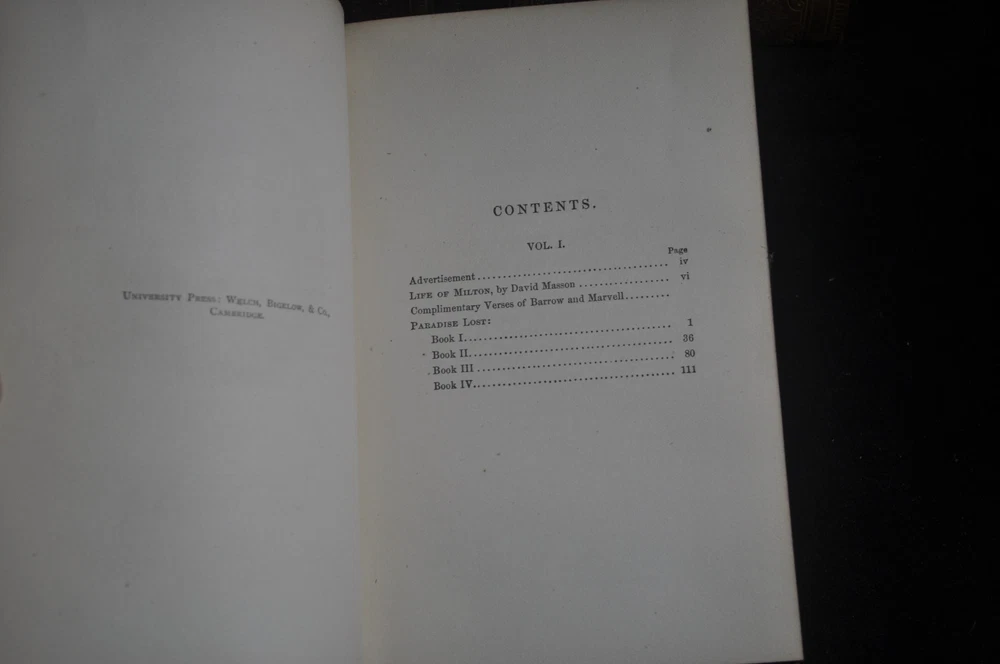 University Press: Welch, Bigelow, & Co.,
Cambridge.
CONTENTS.
VOL. I.
Page
Advertisement ..................................... iv
Life of Milton, by David Masson .................. vi
Complimentary Verses of Barrow and Marvell.........
Paradise Lost:
Book I........................................ 1
Book II....................................... 36
Book III ..................................... 80
Book IV....................................... 111